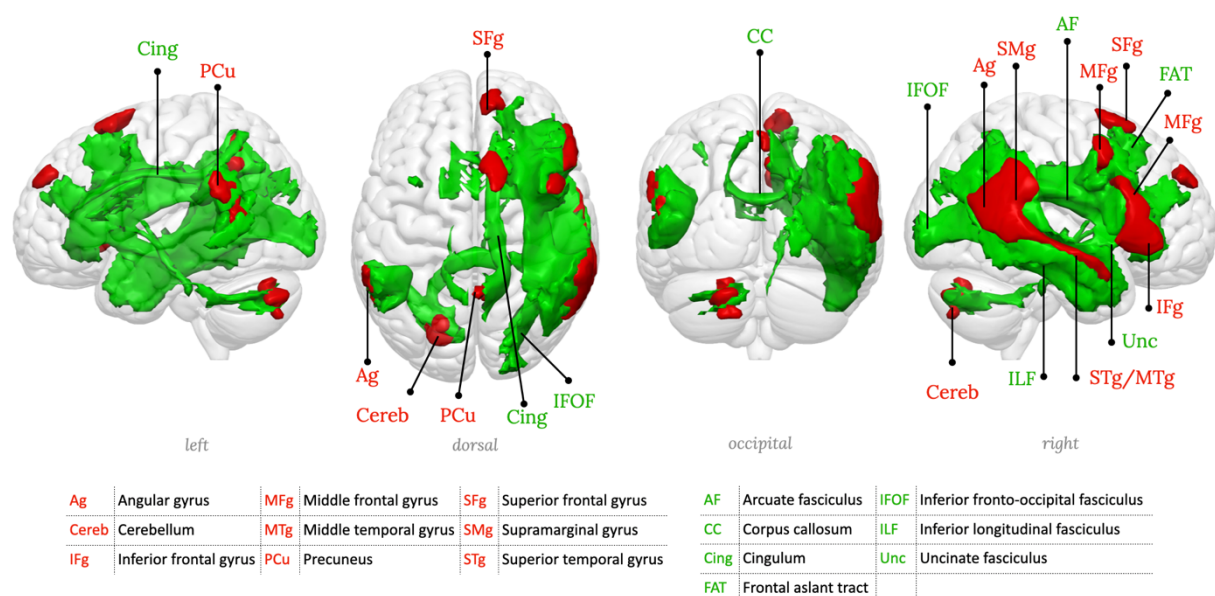 Cing
PCu
left
SFg
Ag
Cereb
PCu
Cing
IFOF
dorsal
CC
occipital
IFOF
Ag
SMg
AF
MFg
SFg
FAT
MFg
Cereb
ILF
STg/MTg
Unc
IFg
right
Ag Angular gyrus MFg Middle frontal gyrus SFg Superior frontal gyrus
Cereb Cerebellum MTg Middle temporal gyrus SMg Supramarginal gyrus
IFg Inferior frontal gyrus PCu Precuneus STg Superior temporal gyrus
AF Arcuate fasciculus IFOF Inferior fronto-occipital fasciculus
CC Corpus callosum ILF Inferior longitudinal fasciculus
Cing Cingulum Unc Uncinate fasciculus
FAT Frontal aslant tract